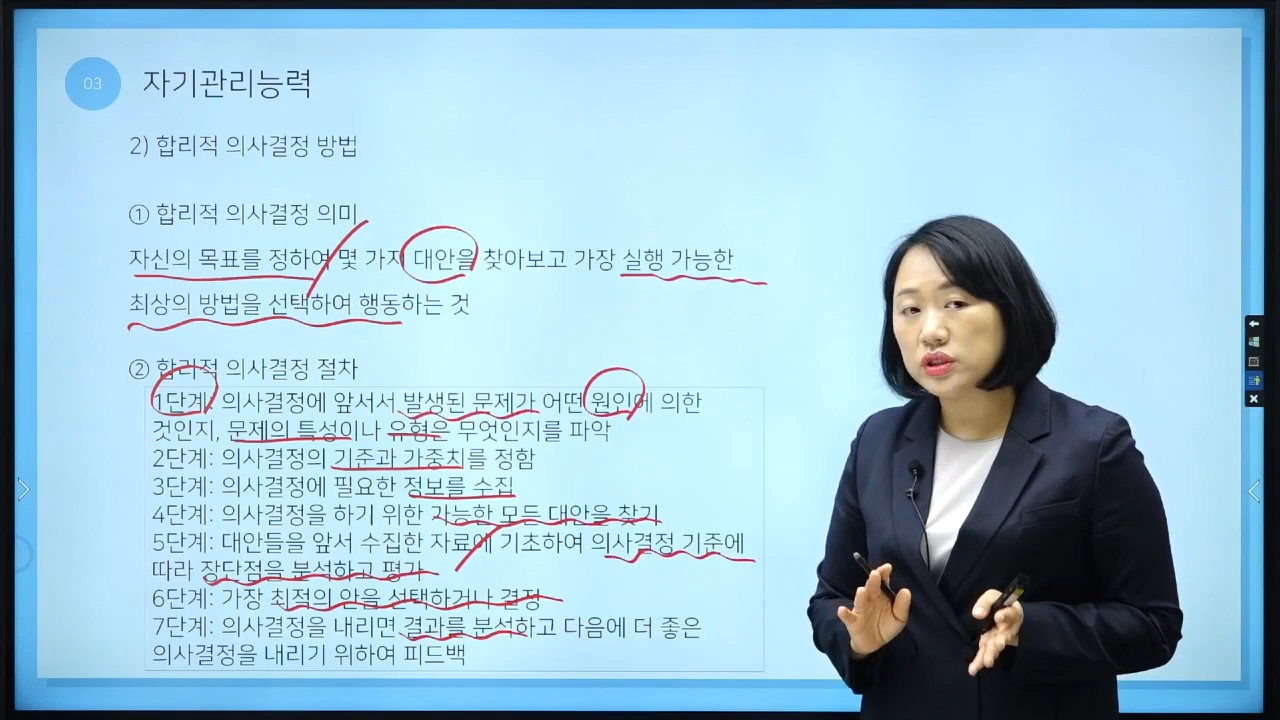 03 자기관리능력
2) 합리적 의사결정 방법
① 합리적 의사결정 의미
자신의 목표를 정하여 몇 가지 대안을 찾아보고 가장 실행 가능한
최상의 방법을 선택하여 행동하는 것
② 합리적 의사결정 절차
1단계: 의사결정에 앞서서 발생된 문제가 어떤 원인에 의한
것인지, 문제의 특성이나 유형은 무엇인지를 파악
2단계: 의사결정의 기준과 가중치를 정함
3단계: 의사결정에 필요한 정보를 수집
4단계: 의사결정을 하기 위한 가능한 모든 대안을 찾기
5단계: 대안들을 앞서 수집한 자료에 기초하여 의사결정 기준에
따라 장단점을 분석하고 평가
6단계: 가장 최적의 안을 선택하거나 결정
7단계: 의사결정을 내리면 결과를 분석하고 다음에 더 좋은
의사결정을 내리기 위하여 피드백